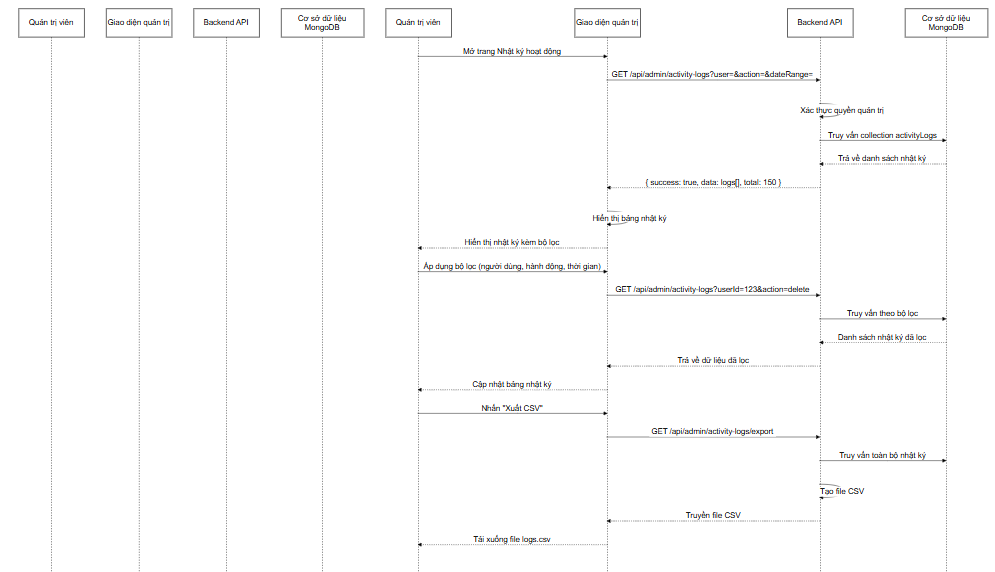 Quản trị viên
Giao diện quản trị
Backend API
Cơ sở dữ liệu
MongoDB
Quản trị viên
Giao diện quản trị
Backend API
Cơ sở dữ liệu
MongoDB
Mở trang Nhật ký hoạt động
GET /api/admin/activity-logs?user=&action=&dateRange=
Xác thực quyền quản trị
Truy vấn collection activityLogs
Trả về danh sách nhật ký
{ success: true, data: logs[], total: 150 }
Hiển thị bảng nhật ký
Hiển thị nhật ký kèm bộ lọc
Áp dụng bộ lọc (người dùng, hành động, thời gian)
GET /api/admin/activity-logs?userId=123&action=delete
Truy vấn theo bộ lọc
Danh sách nhật ký đã lọc
Trả về dữ liệu đã lọc
Cập nhật bảng nhật ký
Nhấn "Xuất CSV"
GET /api/admin/activity-logs/export
Truy vấn toàn bộ nhật ký
Tạo file CSV
Truyền file CSV
Tải xuống file logs.csv